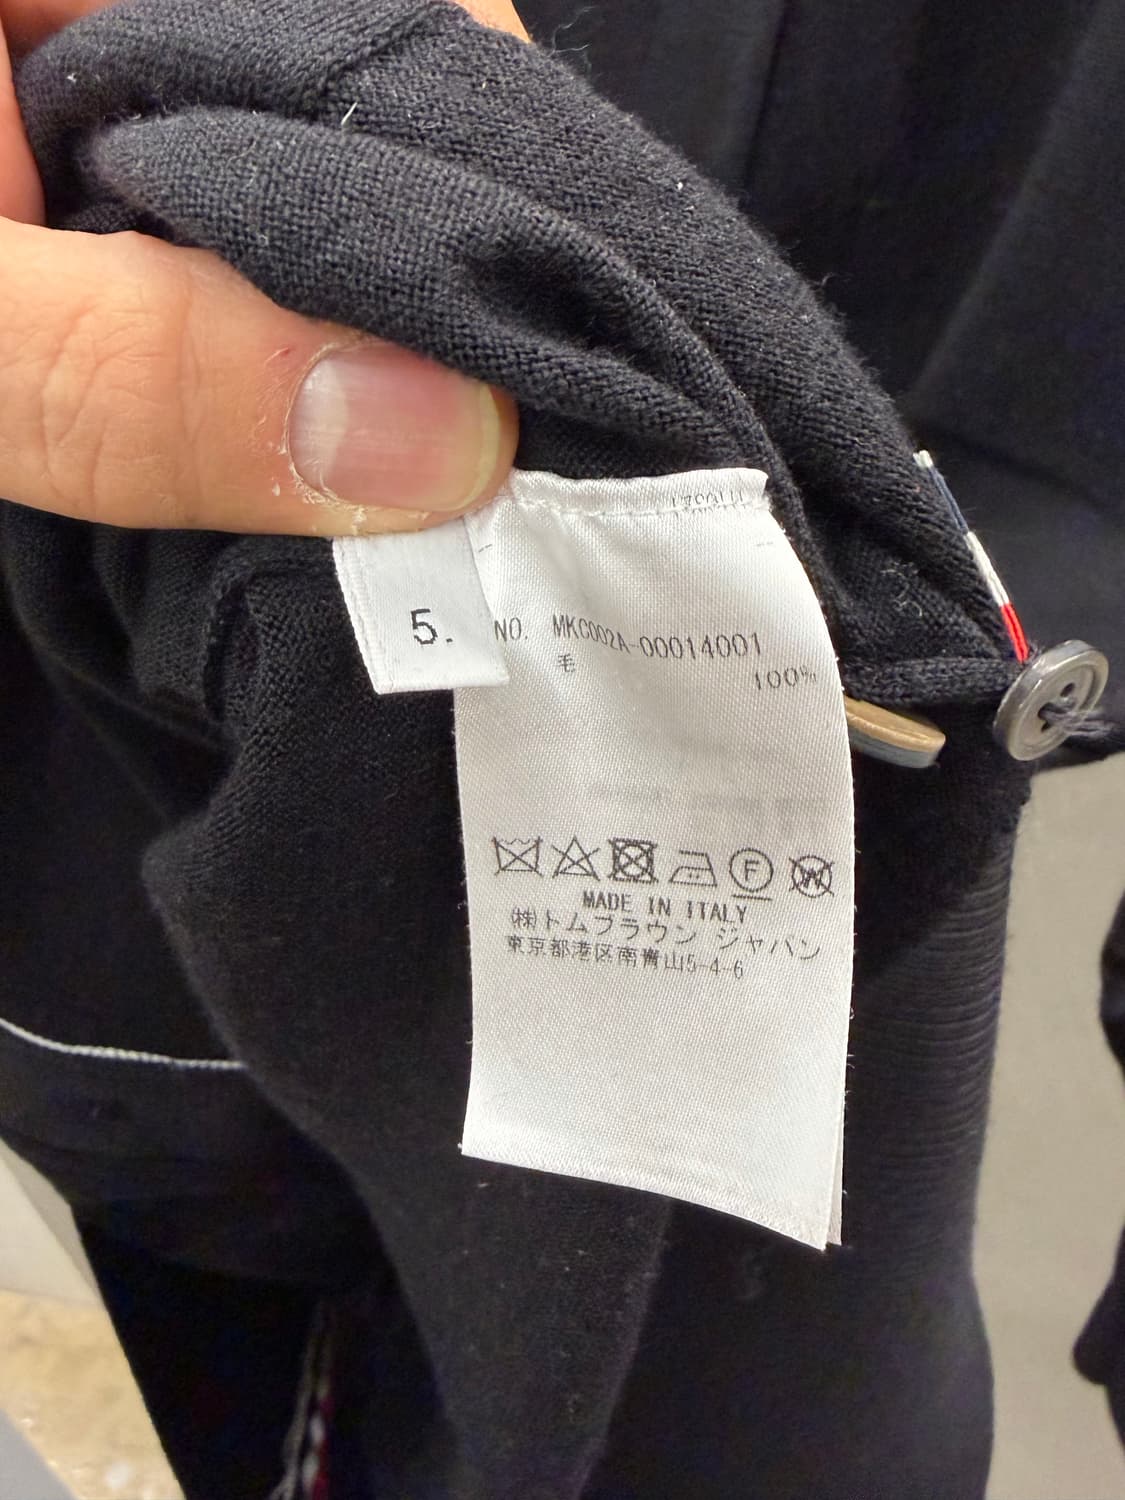 5.
NO. MKC002A-00014001
毛
100%
F
W
MADE IN ITALY
㈱トムブラウン ジャパン
東京都港区南青山5-4-6